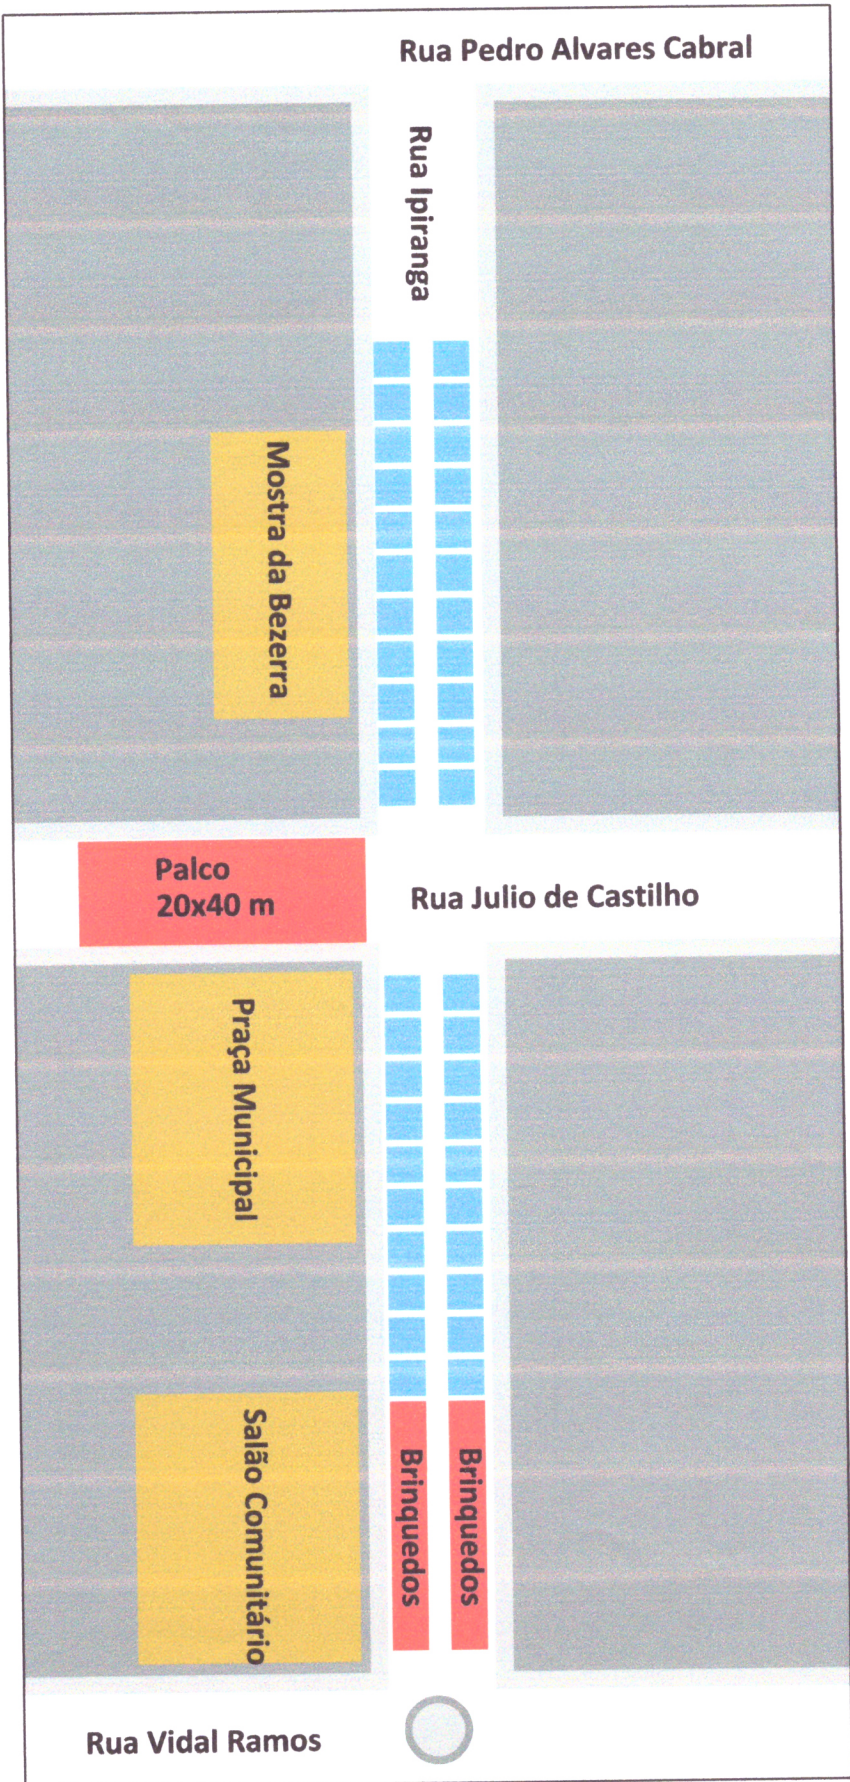 Rua Pedro Alvares Cabral
Rua Ipiranga
Mostra da Bezerra
Palco
20x40 m
Rua Julio de Castilho
Praça Municipal
Salão Comunitário
Brinquedos
Brinquedos
Rua Vidal Ramos